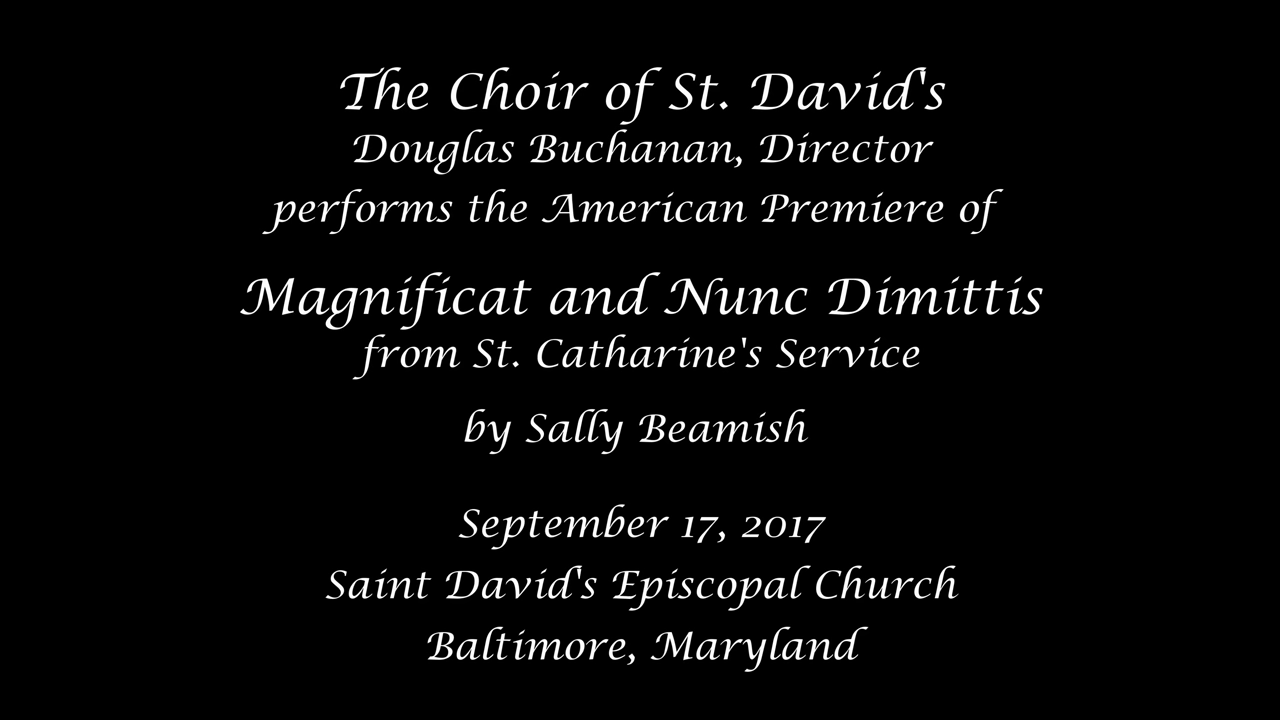 The Choir of St. David's
Douglas Buchanan, Director
performs the American Premiere of
Magnificat and Nunc Dimittis
from St. Catharine's Service
by Sally Beamish
September 17, 2017
Saint David's Episcopal Church
Baltimore, Maryland